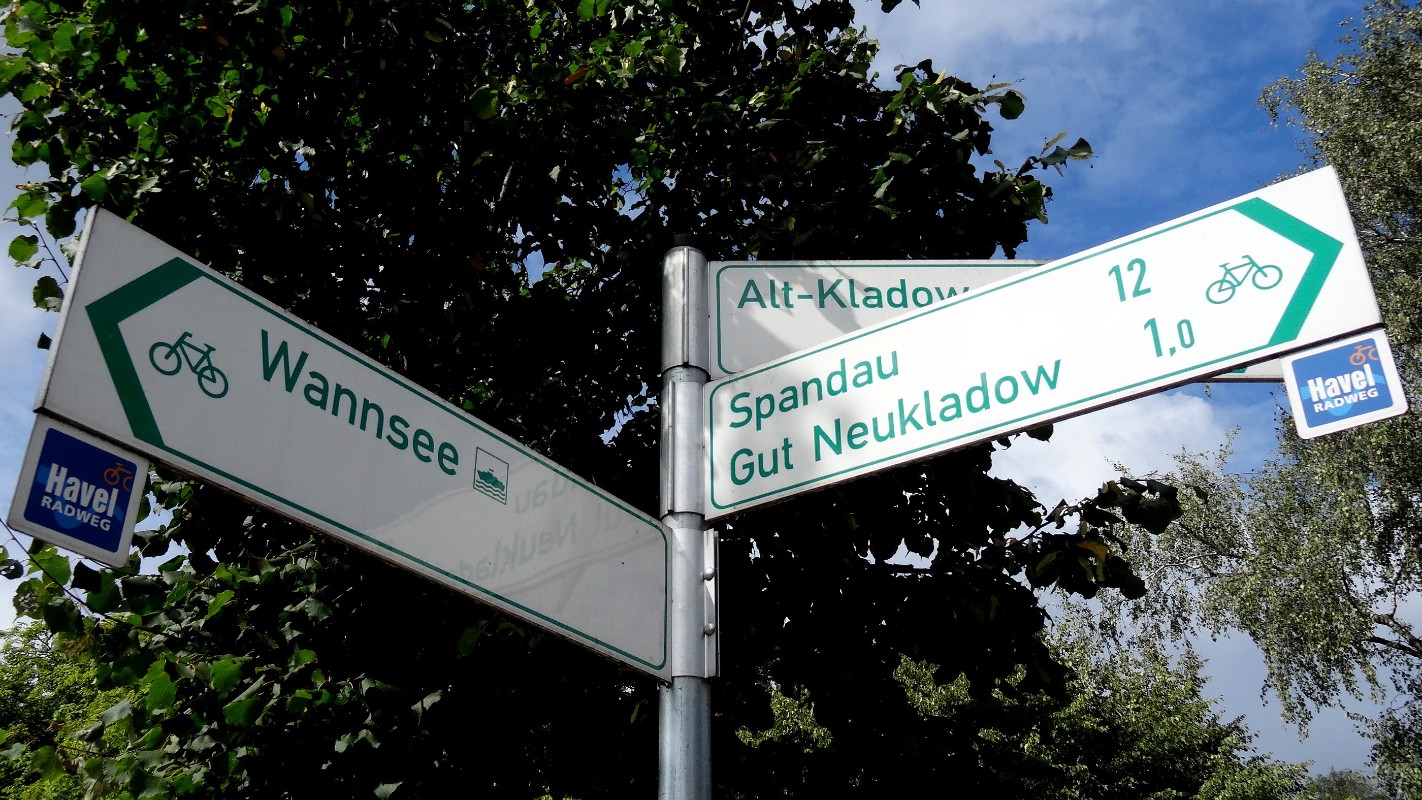 Wannsee
Havel
RADWEG
Alt-Kladow
Spandau 12
Gut Neukladow 1,0
Havel
RADWEG